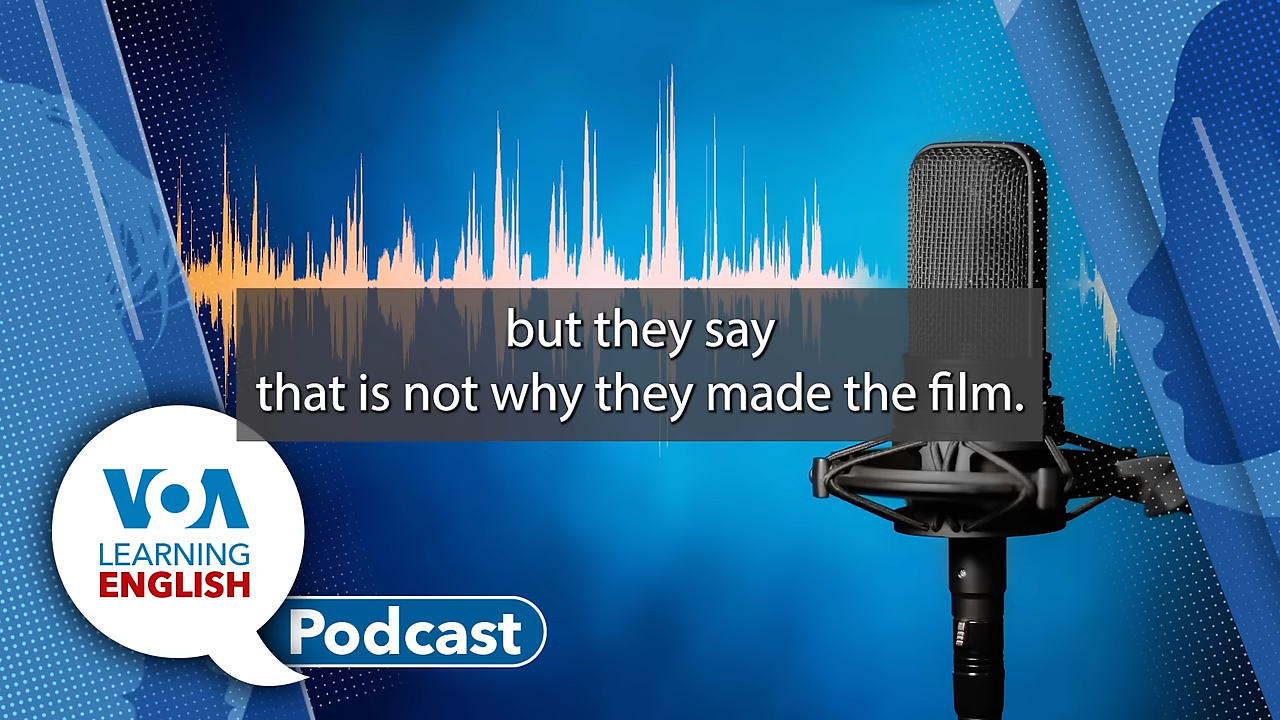 but they say
that is not why they made the film.
VOA
LEARNING
ENGLISH
Podcast